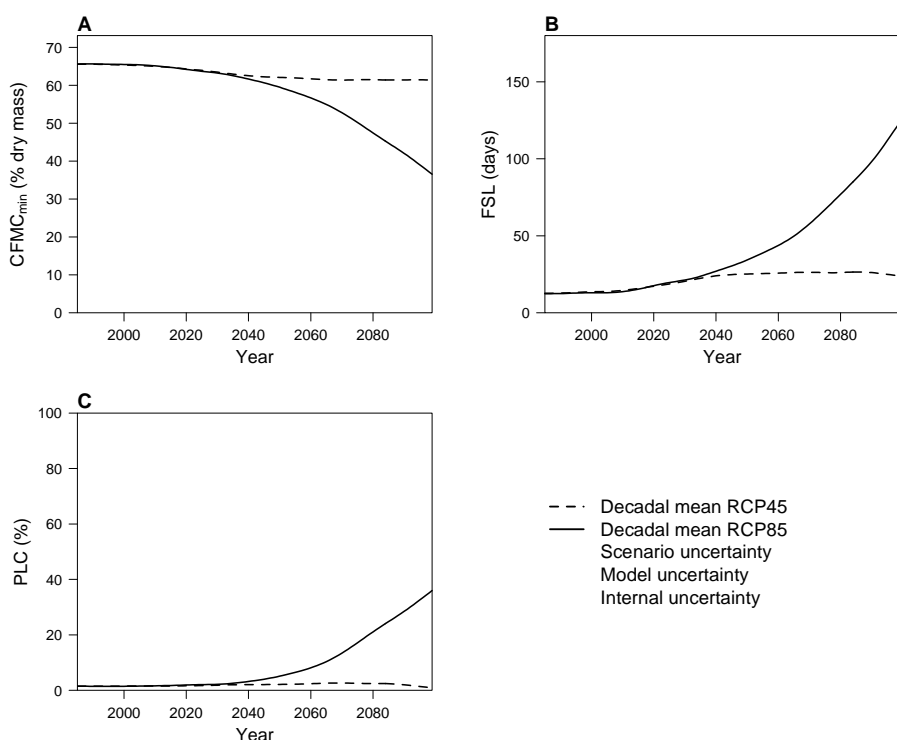 A
CFMCmin (% dry mass)
70
60
50
40
30
20
10
0
2000 2020 2040 2060 2080
Year
B
FSL (days)
150
100
50
0
2000 2020 2040 2060 2080
Year
C
PLC (%)
100
80
60
40
20
0
2000 2020 2040 2060 2080
Year
Decadal mean RCP45
Decadal mean RCP85
Scenario uncertainty
Model uncertainty
Internal uncertainty